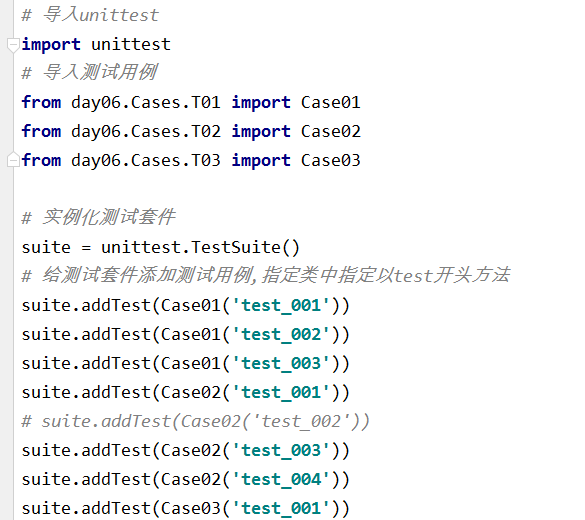 # 导入unittest
import unittest
# 导入测试用例
from day06.Cases.T01 import Case01
from day06.Cases.T02 import Case02
from day06.Cases.T03 import Case03
# 实例化测试套件
suite = unittest.TestSuite()
# 给测试套件添加测试用例,指定类中指定以test开头方法
suite.addTest(Case01('test_001'))
suite.addTest(Case01('test_002'))
suite.addTest(Case01('test_003'))
suite.addTest(Case02('test_001'))
# suite.addTest(Case02('test_002'))
suite.addTest(Case02('test_003'))
suite.addTest(Case02('test_004'))
suite.addTest(Case03('test_001'))